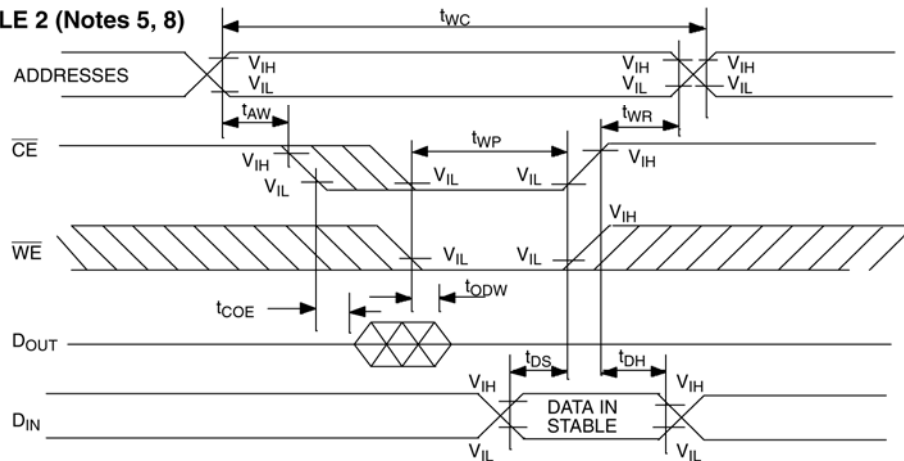 LE 2 (Notes 5, 8)
tWC
ADDRESSES
VIH
VIL
VIH
VIL
VIH
VIL
tAW
tWR
CE
VIH
VIL
tWP
VIL
VIL
VIH
WE
VIL
VIL
VIH
tCOE
tODW
DOUT
tDS
tDH
DIN
VIH
DATA IN
STABLE
VIH
VIL
VIL